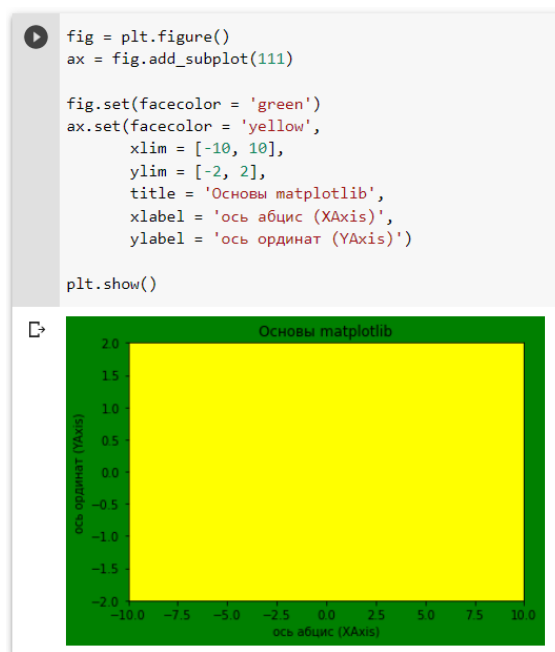 fig = plt.figure()
ax = fig.add_subplot(111)
fig.set(facecolor = 'green')
ax.set(facecolor = 'yellow',
xlim = [-10, 10],
ylim = [-2, 2],
title = 'Основы matplotlib',
xlabel = 'ось абцис (XAxis)',
ylabel = 'ось ординат (YAxis)')
plt.show()
Основы matplotlib
ось ординат (YAxis)
2.0
1.5
1.0
0.5
0.0
−0.5
−1.0
−1.5
−2.0
−10.0 −7.5 −5.0 −2.5 0.0 2.5 5.0 7.5 10.0
ось абцис (XAxis)